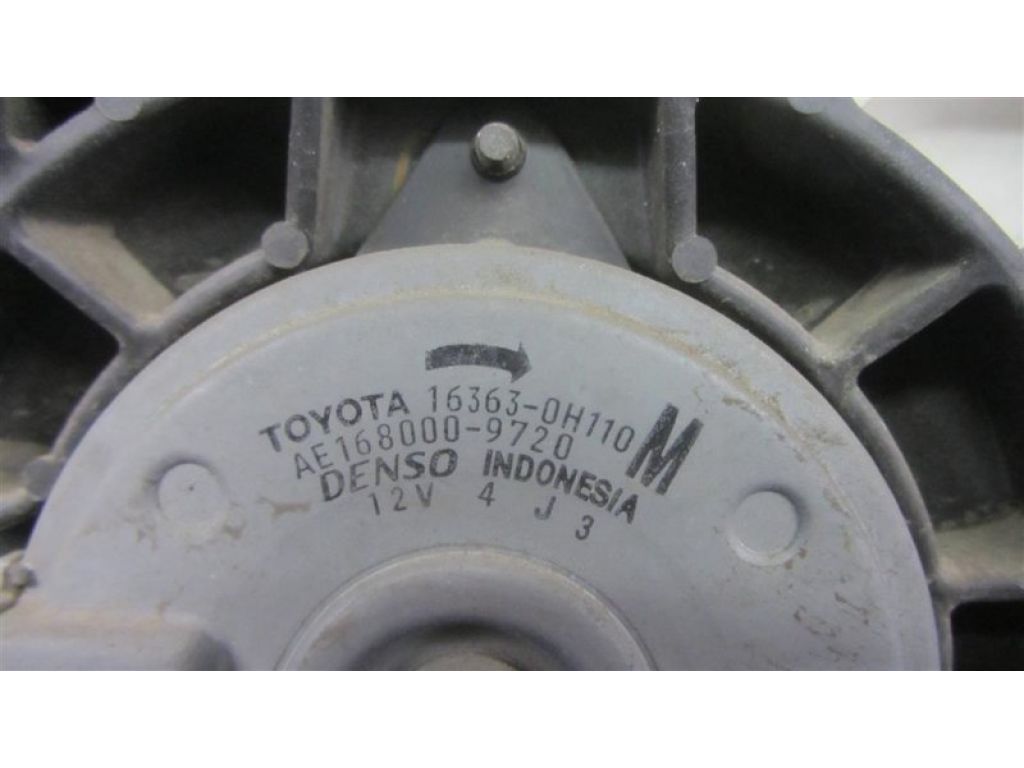 TOYOTA 16363-0H110 M
AE168000-9720
DENSO INDONESIA
12V 4 J 3